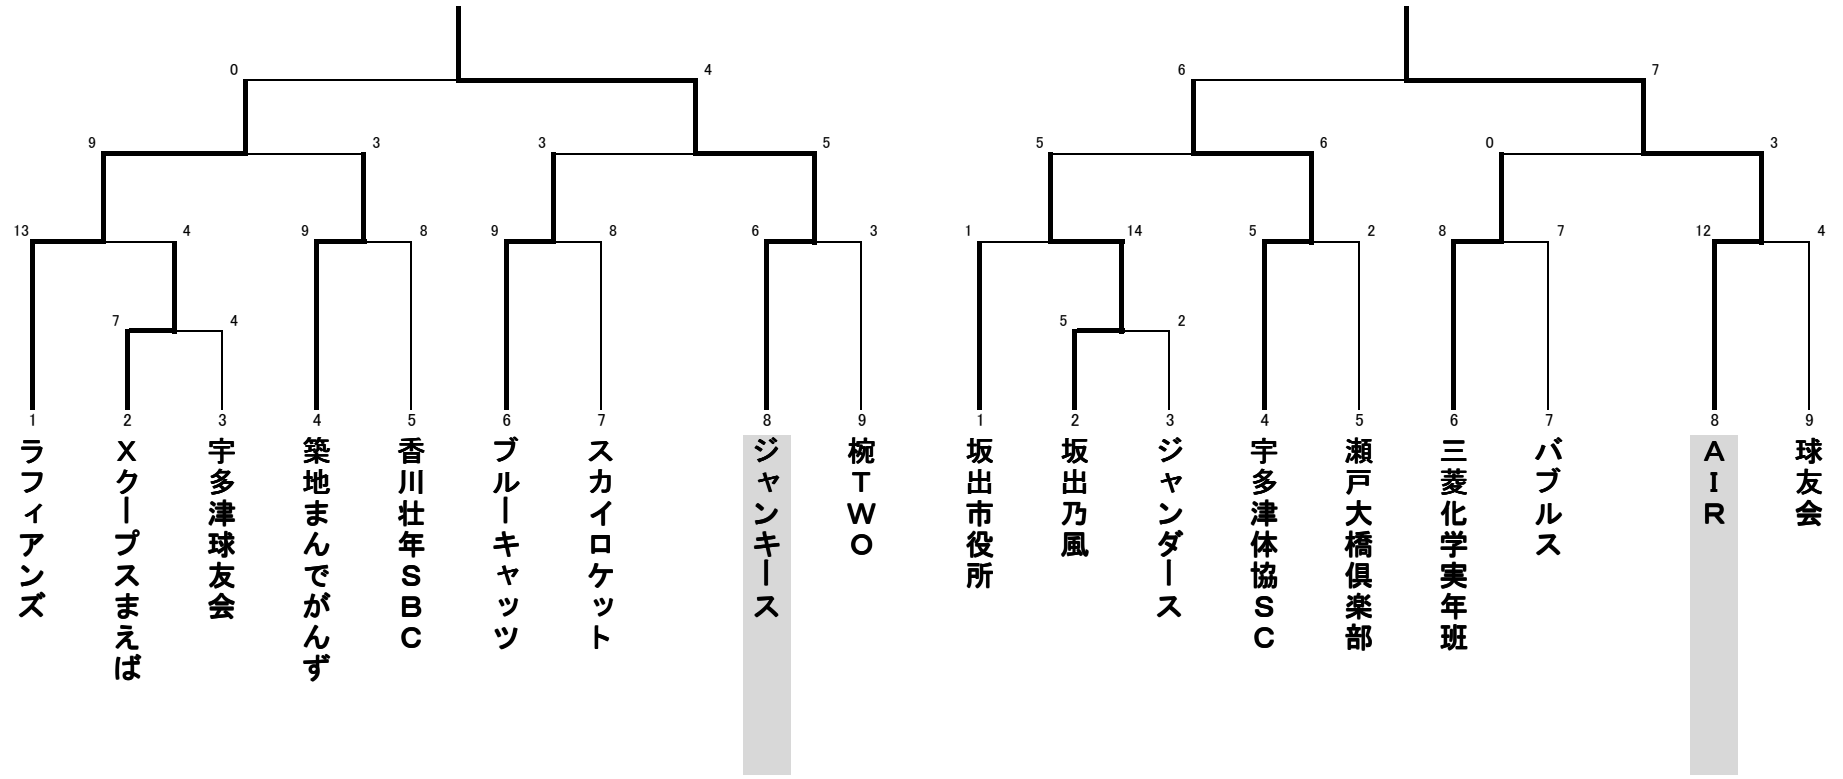 0 4 6 7
9 3 3 5 5 6 0 3
13 4 9 8 9 8 6 3 1 14 5 2 8 7 12 4
7 4 5 2
1 2 3 4 5 6 7 8 9 1 2 3 4 5 6 7 8 9
ラフィアンズ
Xクープスまえば
宇多津球友会
築地まんでがんず
香川壮年SBC
ブルーキャッツ
スカイロケット
ジャンキース
椀TWO
坂出市役所
坂出乃風
ジャンダース
宇多津体協SC
瀬戸大橋倶楽部
三菱化学実年班
バブルス
AIR
球友会